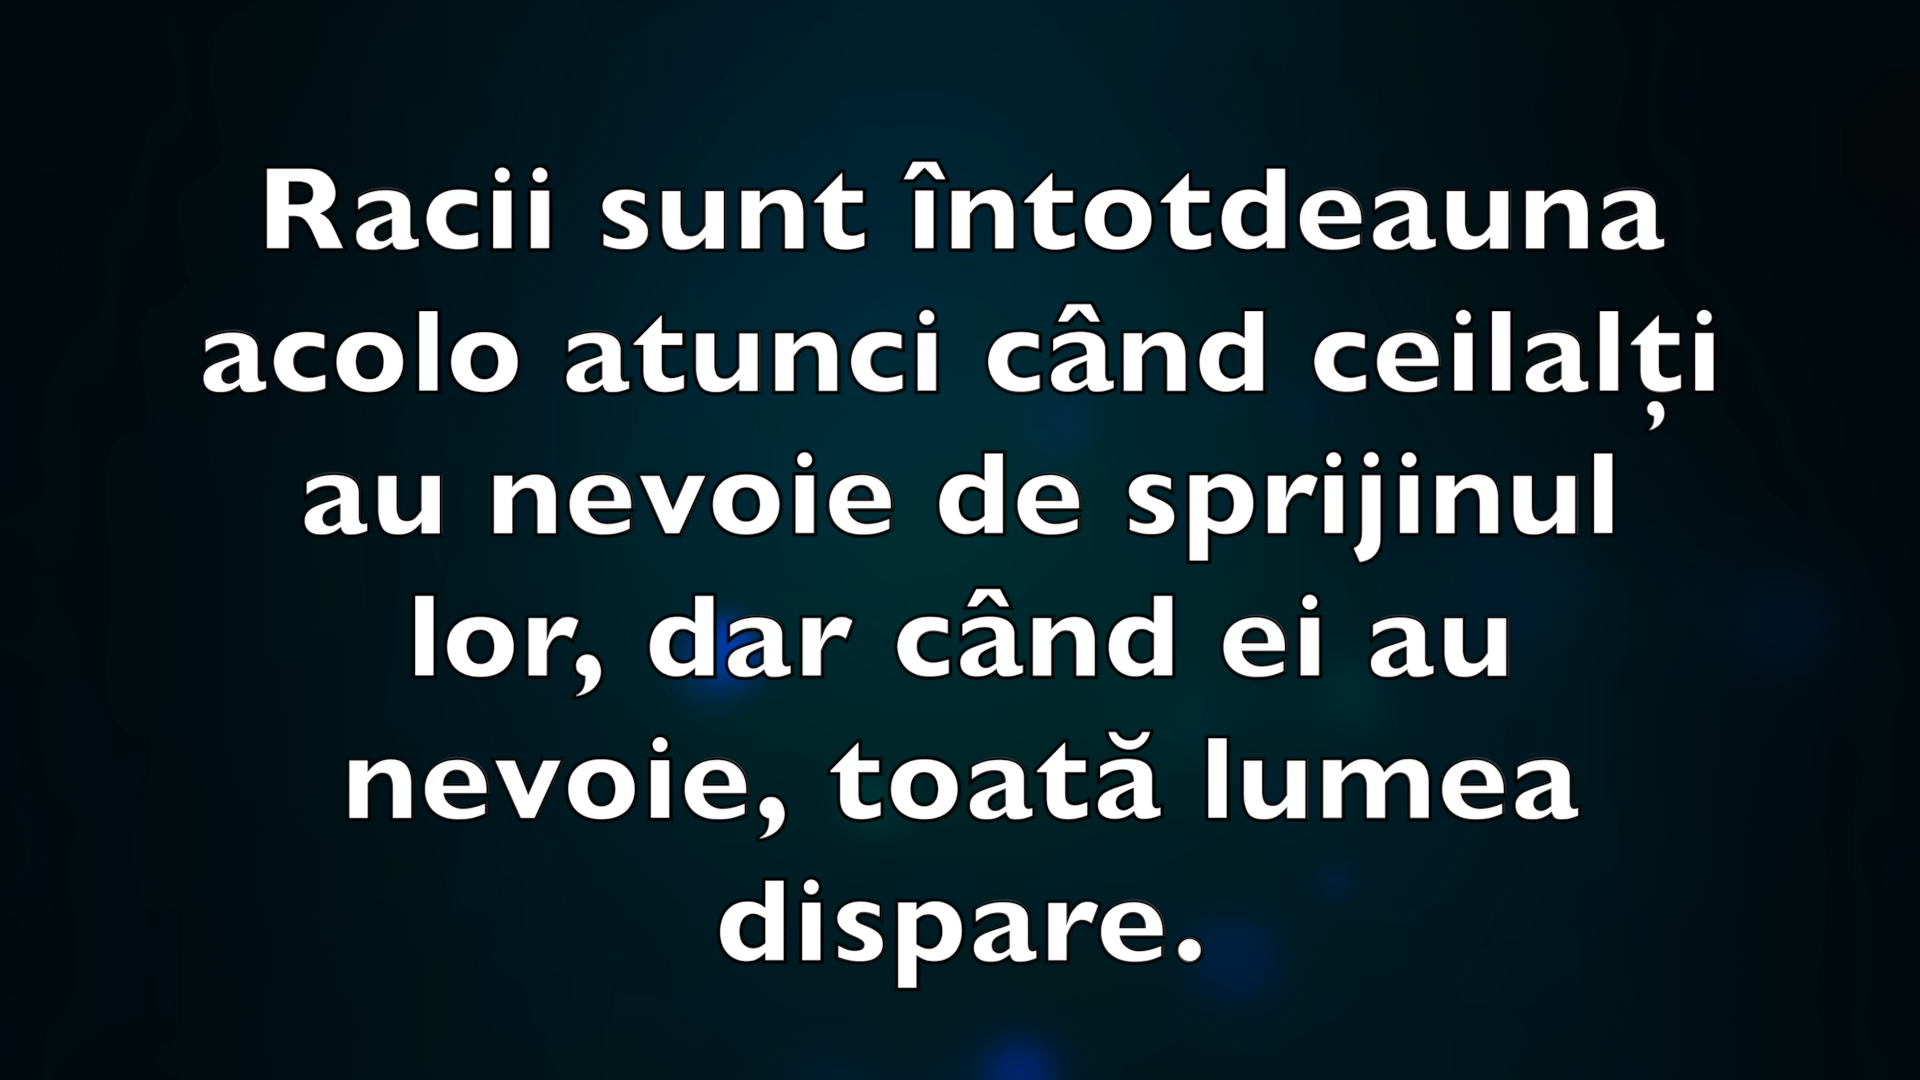 Racii sunt întotdeauna
acolo atunci când ceilalți
au nevoie de sprijinul
lor, dar când ei au
nevoie, toată lumea
dispare.